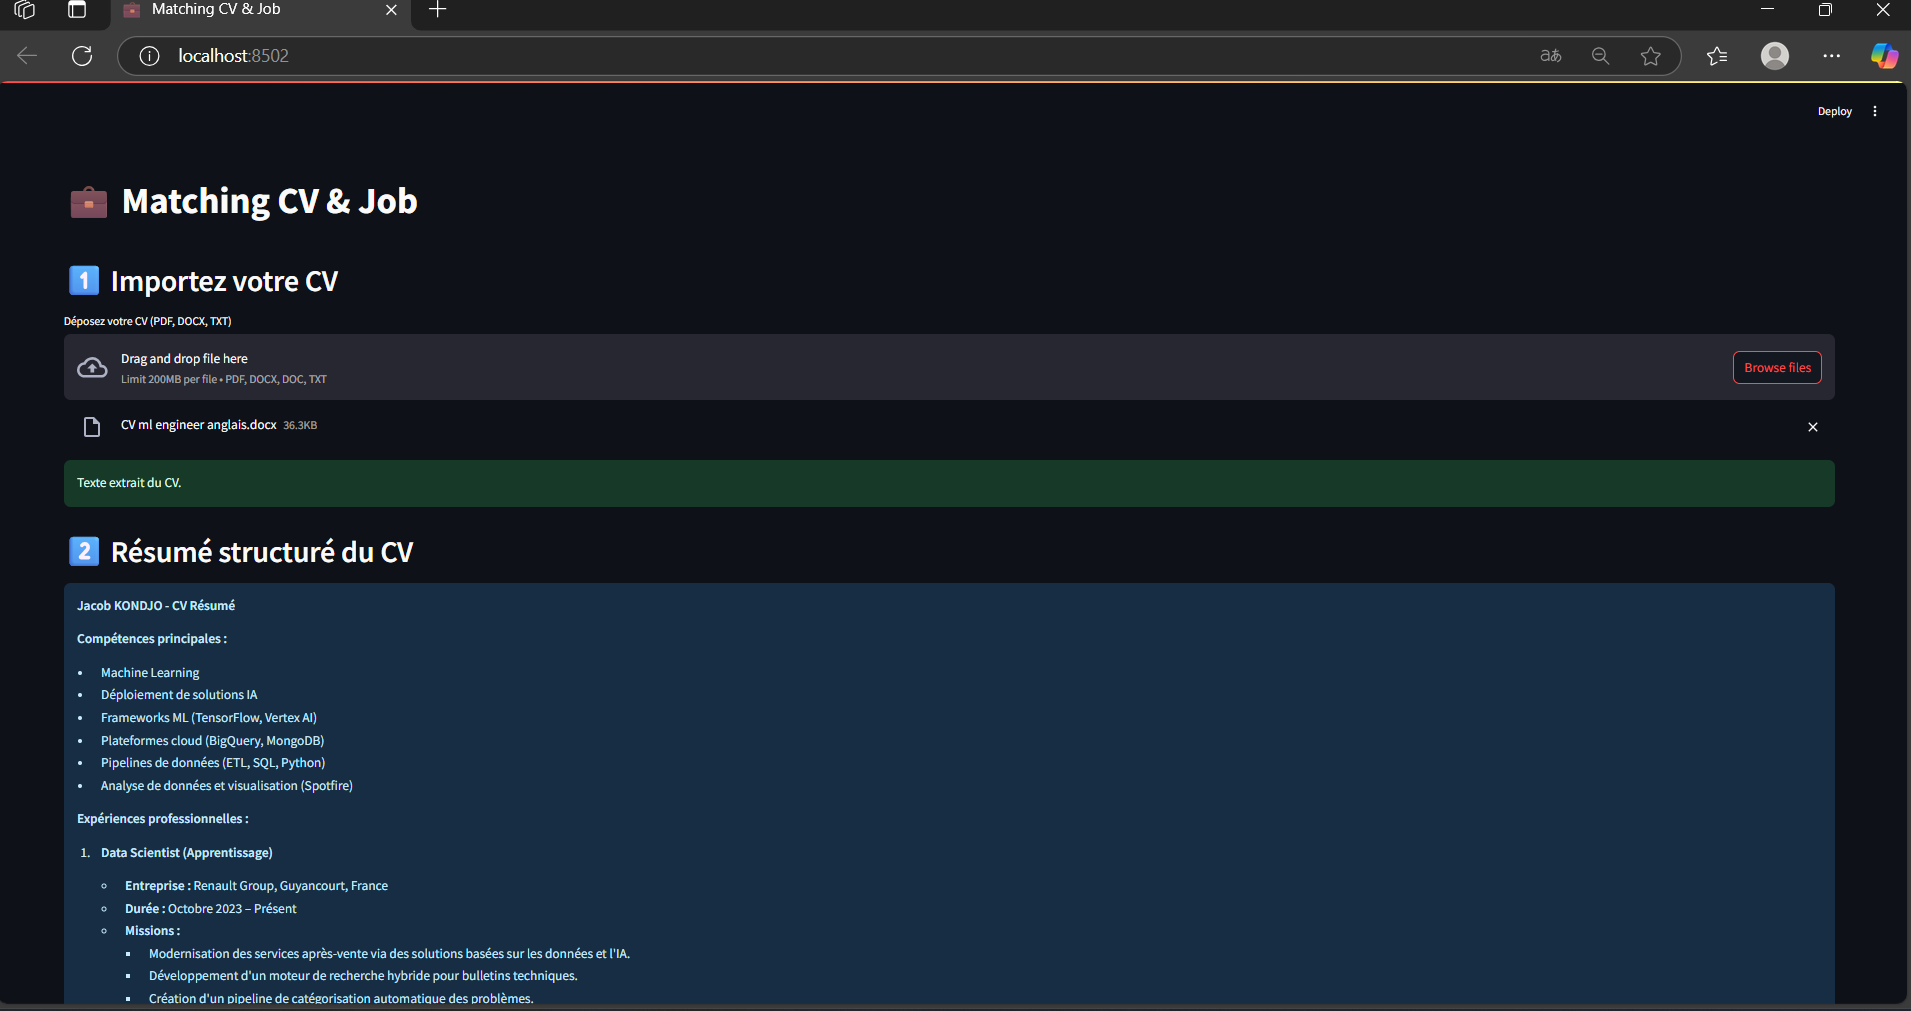 Matching CV & Job
localhost:8502
aあ
Deploy
Matching CV & Job
1 Importez votre CV
Déposez votre CV (PDF, DOCX, TXT)
Drag and drop file here
Limit 200MB per file • PDF, DOCX, DOC, TXT
Browse files
CV ml engineer anglais.docx 36.3KB
Texte extrait du CV.
2 Résumé structuré du CV
Jacob KONDJO - CV Résumé
Compétences principales :
• Machine Learning
• Déploiement de solutions IA
• Frameworks ML (TensorFlow, Vertex AI)
• Plateformes cloud (BigQuery, MongoDB)
• Pipelines de données (ETL, SQL, Python)
• Analyse de données et visualisation (Spotfire)
Expériences professionnelles :
1. Data Scientist (Apprentissage)
Entreprise : Renault Group, Guyancourt, France
Durée : Octobre 2023 – Présent
Missions :
Modernisation des services après-vente via des solutions basées sur les données et l'IA.
Développement d'un moteur de recherche hybride pour bulletins techniques.
Création d'un pipeline de catégorisation automatique des problèmes.